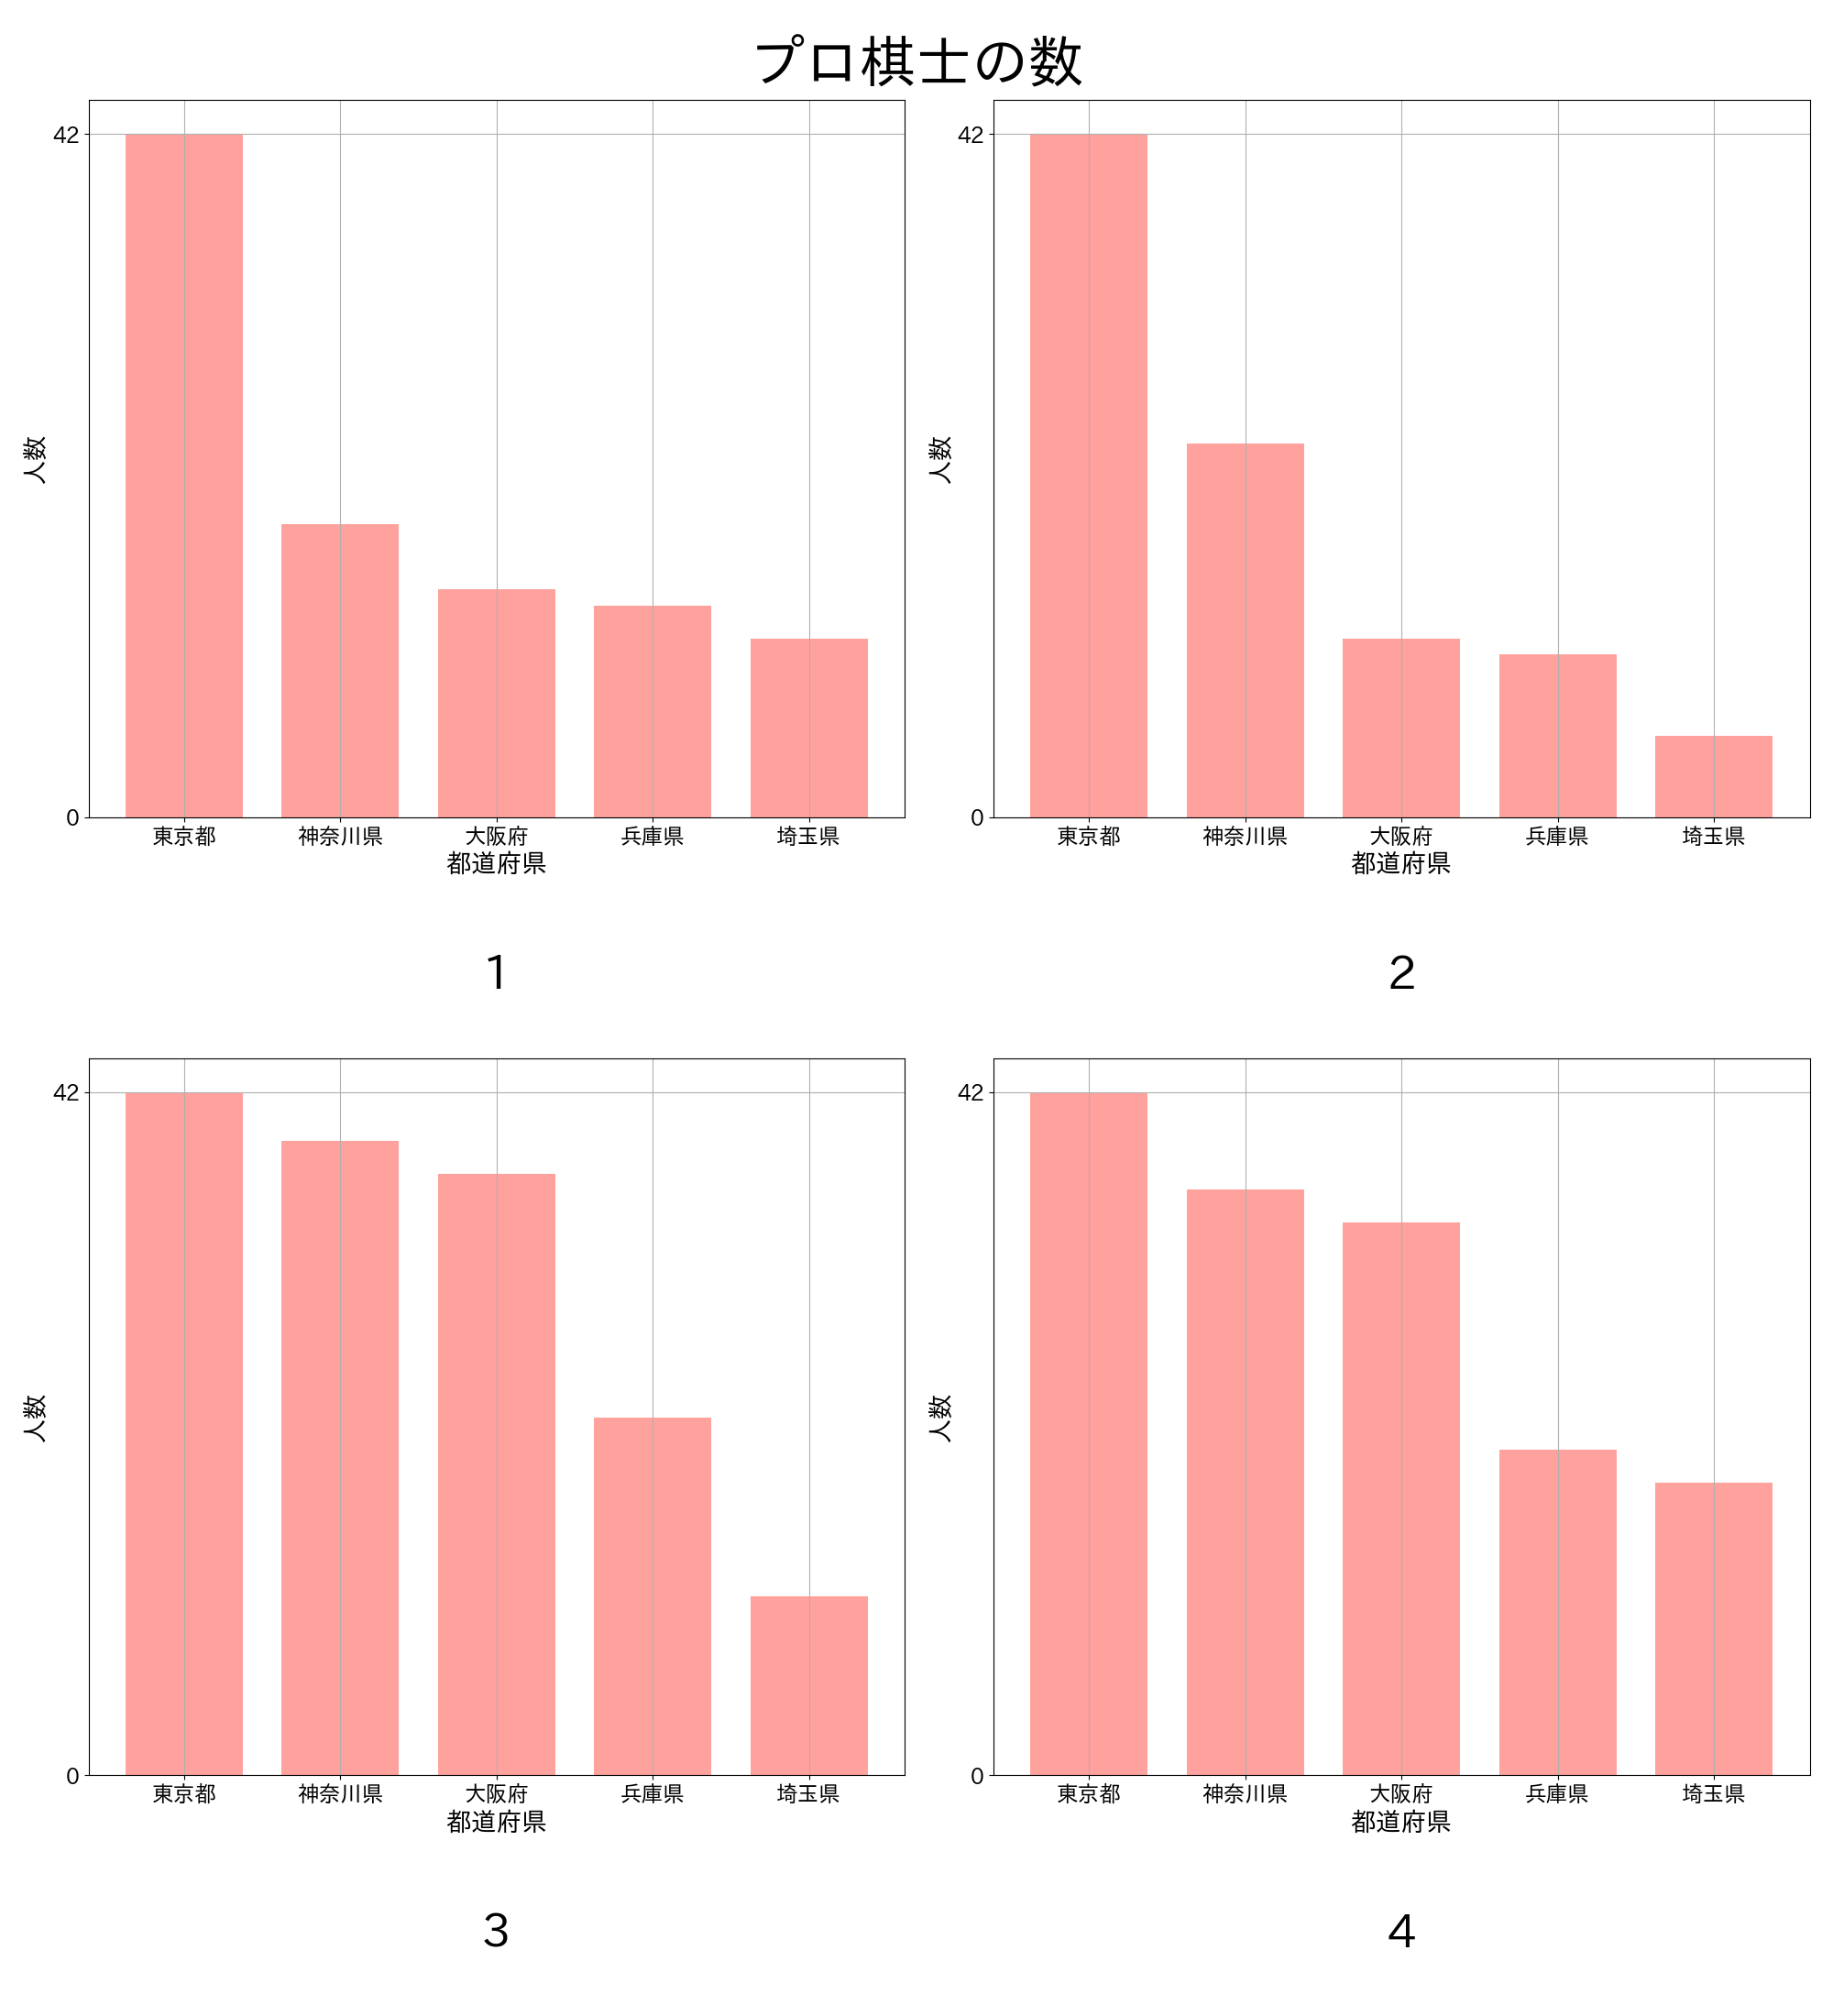 プロ棋士の数
42
人数
0
東京都 神奈川県 大阪府 兵庫県 埼玉県
都道府県
1
42
人数
0
東京都 神奈川県 大阪府 兵庫県 埼玉県
都道府県
2
42
人数
0
東京都 神奈川県 大阪府 兵庫県 埼玉県
都道府県
3
42
人数
0
東京都 神奈川県 大阪府 兵庫県 埼玉県
都道府県
4